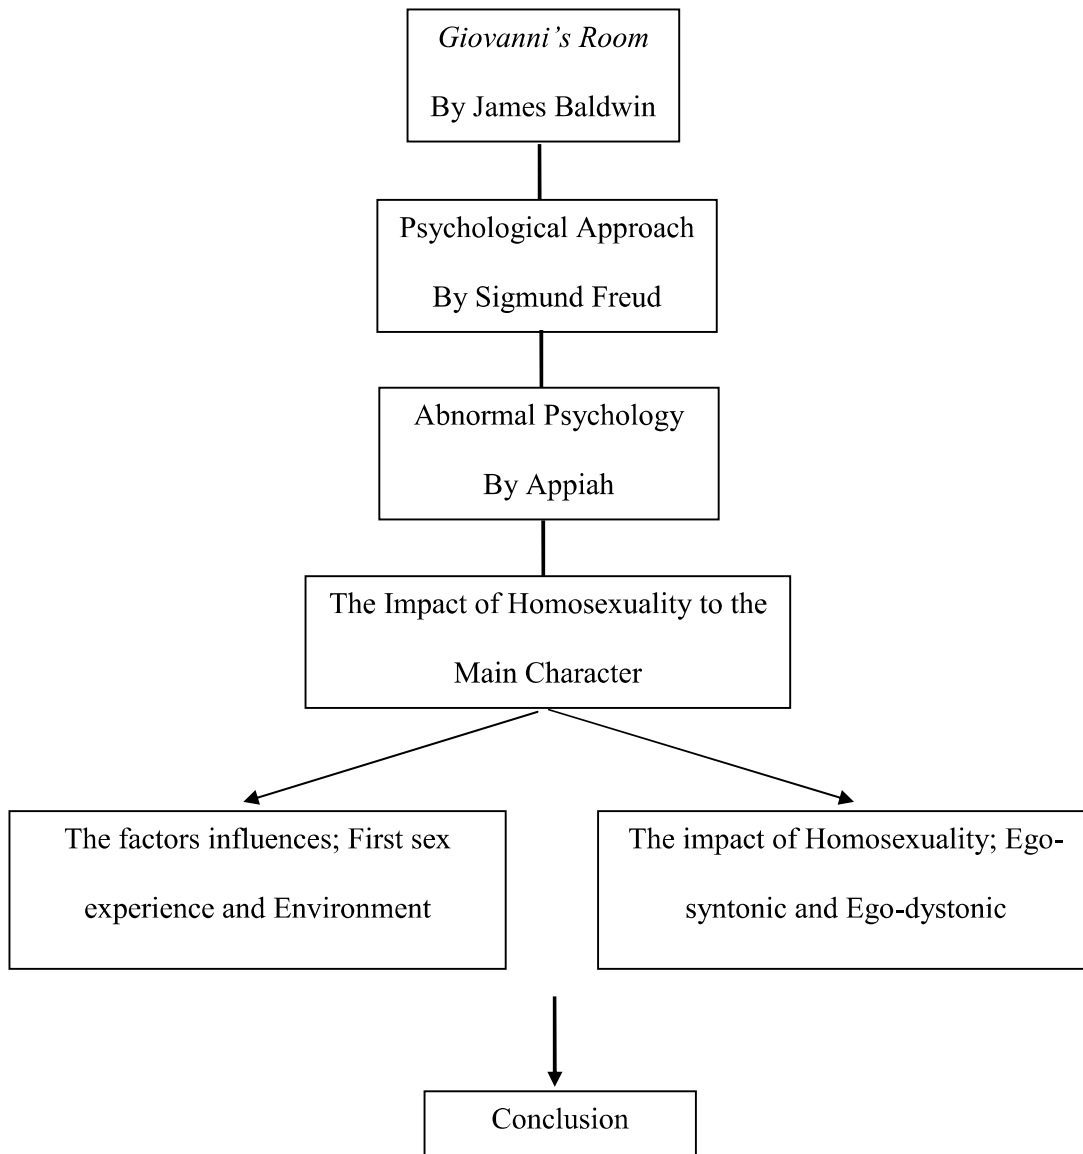 Giovanni’s Room
By James Baldwin
Psychological Approach
By Sigmund Freud
Abnormal Psychology
By Appiah
The Impact of Homosexuality to the
Main Character
The factors influences; First sex
experience and Environment
The impact of Homosexuality; Ego-
syntonic and Ego-dystonic
Conclusion